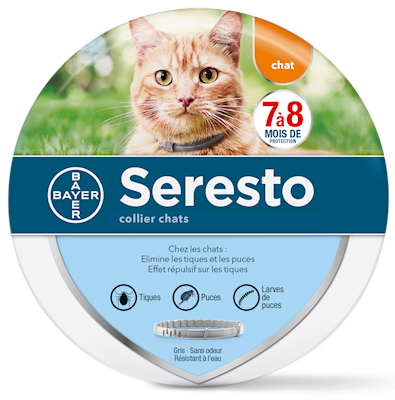 chat
7 à 8
MOIS DE
PROTECTION
BAYER
BAYER
Seresto
collier chats
Chez les chats :
Elimine les tiques et les puces
Effet répulsif sur les tiques
Tiques
Puces
Larves
de
puces
Gris - Sans odeur
Résistant à l'eau